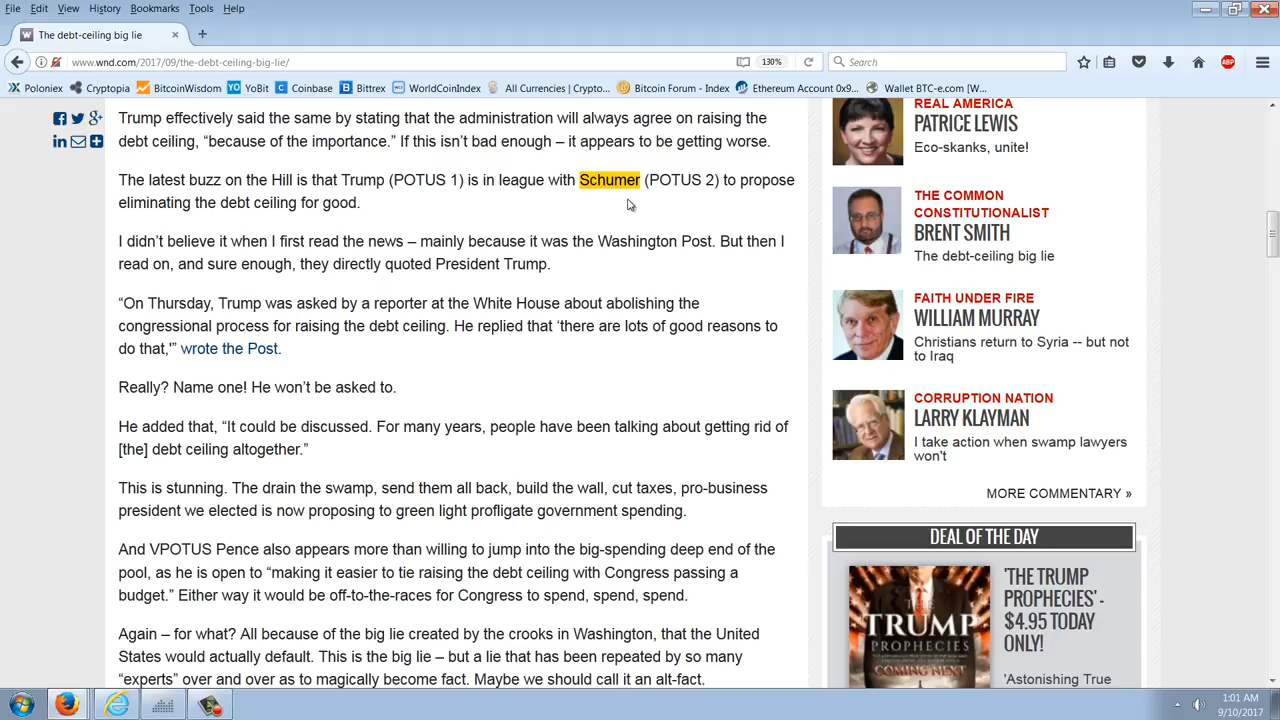 File Edit View History Bookmarks Tools Help
The debt-ceiling big lie
www.wnd.com/2017/09/the-debt-ceiling-big-lie/
130%
Search
Poloniex Cryptopia BitcoinWisdom YoBit Coinbase Bittrex WorldCoinIndex All Currencies | Crypto... Bitcoin Forum - Index Ethereum Account 0x9... Wallet BTC-e.com [W...
Trump effectively said the same by stating that the administration will always agree on raising the
debt ceiling, “because of the importance.” If this isn’t bad enough – it appears to be getting worse.
The latest buzz on the Hill is that Trump (POTUS 1) is in league with Schumer (POTUS 2) to propose
eliminating the debt ceiling for good.
I didn’t believe it when I first read the news – mainly because it was the Washington Post. But then I
read on, and sure enough, they directly quoted President Trump.
“On Thursday, Trump was asked by a reporter at the White House about abolishing the
congressional process for raising the debt ceiling. He replied that ‘there are lots of good reasons to
do that,’” wrote the Post.
Really? Name one! He won’t be asked to.
He added that, “It could be discussed. For many years, people have been talking about getting rid of
[the] debt ceiling altogether.”
This is stunning. The drain the swamp, send them all back, build the wall, cut taxes, pro-business
president we elected is now proposing to green light profligate government spending.
And VPOTUS Pence also appears more than willing to jump into the big-spending deep end of the
pool, as he is open to “making it easier to tie raising the debt ceiling with Congress passing a
budget.” Either way it would be off-to-the-races for Congress to spend, spend, spend.
Again – for what? All because of the big lie created by the crooks in Washington, that the United
States would actually default. This is the big lie – but a lie that has been repeated by so many
“experts” over and over as to magically become fact. Maybe we should call it an alt-fact.
REAL AMERICA
PATRICE LEWIS
Eco-skanks, unite!
THE COMMON
CONSTITUTIONALIST
BRENT SMITH
The debt-ceiling big lie
FAITH UNDER FIRE
WILLIAM MURRAY
Christians return to Syria -- but not
to Iraq
CORRUPTION NATION
LARRY KLAYMAN
I take action when swamp lawyers
won't
MORE COMMENTARY »
DEAL OF THE DAY
THE
TRUMP
PROPHECIES
COMING NEXT
'THE TRUMP
PROPHECIES' -
$4.95 TODAY
ONLY!
'Astonishing True
1:01 AM
9/10/2017